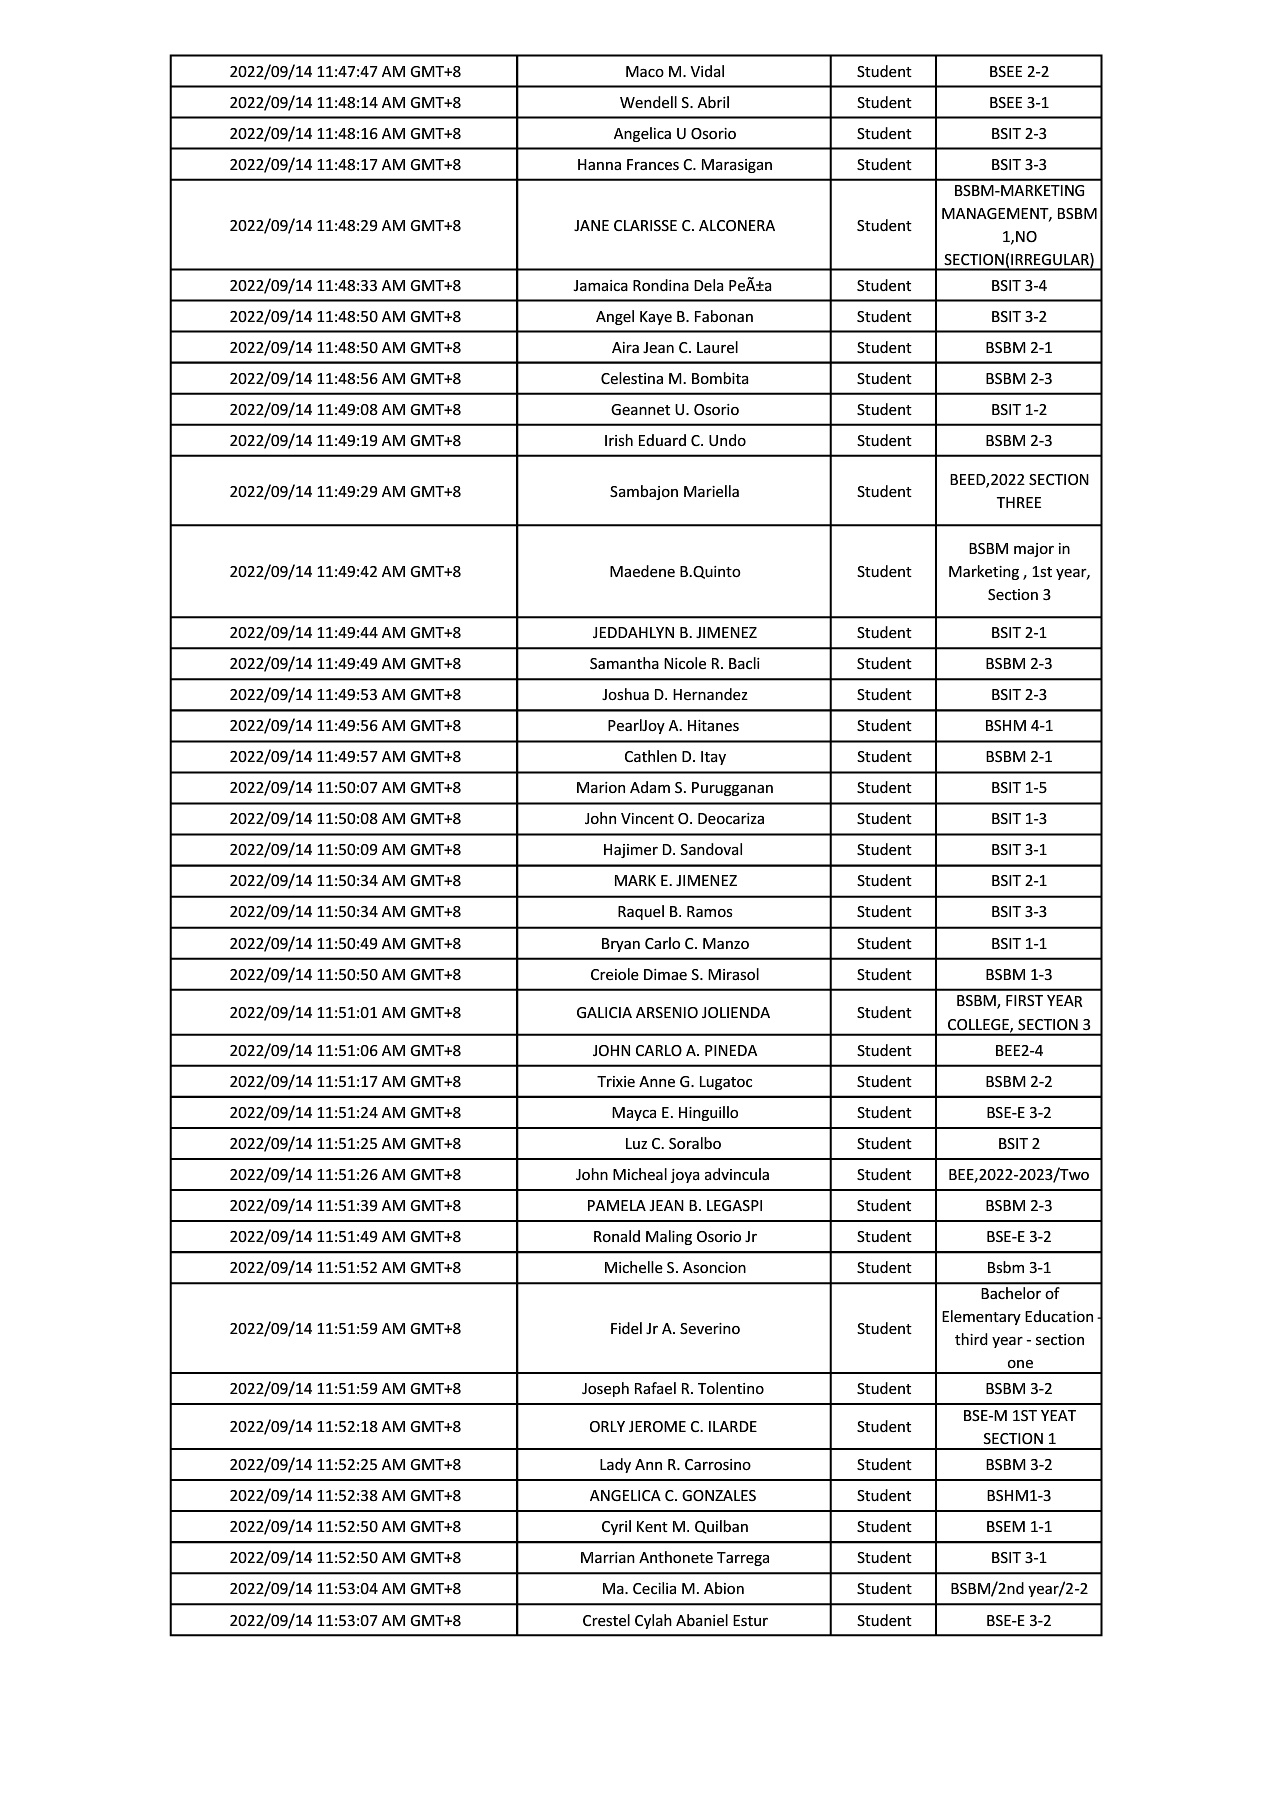 2022/09/14 11:47:47 AM GMT+8 Maco M. Vidal Student BSEE 2-2
2022/09/14 11:48:14 AM GMT+8 Wendell S. Abril Student BSEE 3-1
2022/09/14 11:48:16 AM GMT+8 Angelica U Osorio Student BSIT 2-3
2022/09/14 11:48:17 AM GMT+8 Hanna Frances C. Marasigan Student BSIT 3-3
2022/09/14 11:48:29 AM GMT+8 JANE CLARISSE C. ALCONERA Student BSBM-MARKETING
MANAGEMENT, BSBM
1,NO
SECTION(IRREGULAR)
2022/09/14 11:48:33 AM GMT+8 Jamaica Rondina Dela PeÃ±a Student BSIT 3-4
2022/09/14 11:48:50 AM GMT+8 Angel Kaye B. Fabonan Student BSIT 3-2
2022/09/14 11:48:50 AM GMT+8 Aira Jean C. Laurel Student BSBM 2-1
2022/09/14 11:48:56 AM GMT+8 Celestina M. Bombita Student BSBM 2-3
2022/09/14 11:49:08 AM GMT+8 Geannet U. Osorio Student BSIT 1-2
2022/09/14 11:49:19 AM GMT+8 Irish Eduard C. Undo Student BSBM 2-3
2022/09/14 11:49:29 AM GMT+8 Sambajon Mariella Student BEED,2022 SECTION
THREE
2022/09/14 11:49:42 AM GMT+8 Maedene B.Quinto Student BSBM major in
Marketing , 1st year,
Section 3
2022/09/14 11:49:44 AM GMT+8 JEDDAHLYN B. JIMENEZ Student BSIT 2-1
2022/09/14 11:49:49 AM GMT+8 Samantha Nicole R. Bacli Student BSBM 2-3
2022/09/14 11:49:53 AM GMT+8 Joshua D. Hernandez Student BSIT 2-3
2022/09/14 11:49:56 AM GMT+8 PearlJoy A. Hitanes Student BSHM 4-1
2022/09/14 11:49:57 AM GMT+8 Cathlen D. Itay Student BSBM 2-1
2022/09/14 11:50:07 AM GMT+8 Marion Adam S. Purugganan Student BSIT 1-5
2022/09/14 11:50:08 AM GMT+8 John Vincent O. Deocariza Student BSIT 1-3
2022/09/14 11:50:09 AM GMT+8 Hajimer D. Sandoval Student BSIT 3-1
2022/09/14 11:50:34 AM GMT+8 MARK E. JIMENEZ Student BSIT 2-1
2022/09/14 11:50:34 AM GMT+8 Raquel B. Ramos Student BSIT 3-3
2022/09/14 11:50:49 AM GMT+8 Bryan Carlo C. Manzo Student BSIT 1-1
2022/09/14 11:50:50 AM GMT+8 Creiole Dimae S. Mirasol Student BSBM 1-3
2022/09/14 11:51:01 AM GMT+8 GALICIA ARSENIO JOLIENDA Student BSBM, FIRST YEAR
COLLEGE, SECTION 3
2022/09/14 11:51:06 AM GMT+8 JOHN CARLO A. PINEDA Student BEE2-4
2022/09/14 11:51:17 AM GMT+8 Trixie Anne G. Lugatoc Student BSBM 2-2
2022/09/14 11:51:24 AM GMT+8 Mayca E. Hinguillo Student BSE-E 3-2
2022/09/14 11:51:25 AM GMT+8 Luz C. Soralbo Student BSIT 2
2022/09/14 11:51:26 AM GMT+8 John Micheal joya advincula Student BEE,2022-2023/Two
2022/09/14 11:51:39 AM GMT+8 PAMELA JEAN B. LEGASPI Student BSBM 2-3
2022/09/14 11:51:49 AM GMT+8 Ronald Maling Osorio Jr Student BSE-E 3-2
2022/09/14 11:51:52 AM GMT+8 Michelle S. Asoncion Student Bsbm 3-1
2022/09/14 11:51:59 AM GMT+8 Fidel Jr A. Severino Student Bachelor of
Elementary Education -
third year - section
one
2022/09/14 11:51:59 AM GMT+8 Joseph Rafael R. Tolentino Student BSBM 3-2
2022/09/14 11:52:18 AM GMT+8 ORLY JEROME C. ILARDE Student BSE-M 1ST YEAT
SECTION 1
2022/09/14 11:52:25 AM GMT+8 Lady Ann R. Carrosino Student BSBM 3-2
2022/09/14 11:52:38 AM GMT+8 ANGELICA C. GONZALES Student BSHM1-3
2022/09/14 11:52:50 AM GMT+8 Cyril Kent M. Quilban Student BSEM 1-1
2022/09/14 11:52:50 AM GMT+8 Marrian Anthonete Tarrega Student BSIT 3-1
2022/09/14 11:53:04 AM GMT+8 Ma. Cecilia M. Abion Student BSBM/2nd year/2-2
2022/09/14 11:53:07 AM GMT+8 Crestel Cylah Abaniel Estur Student BSE-E 3-2